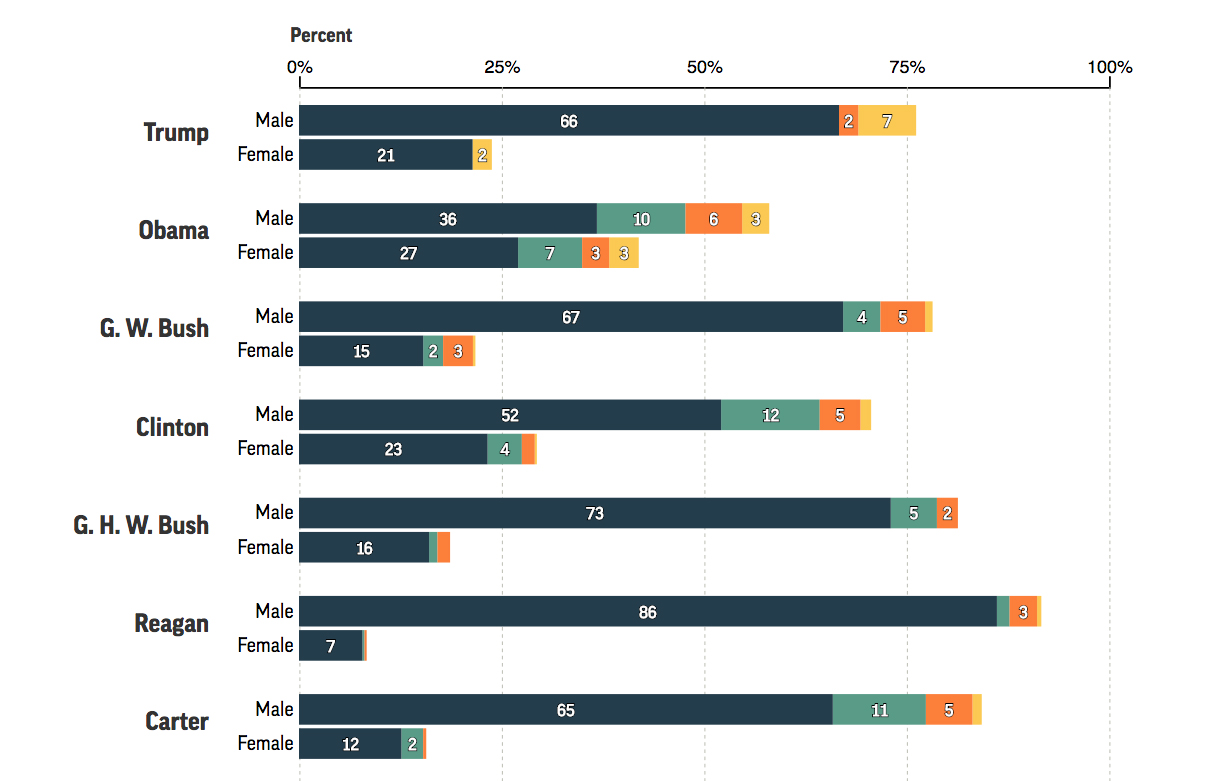 Percent
0% 25% 50% 75% 100%
Trump
Male 66 2 7
Female 21 2
Obama
Male 36 10 6 3
Female 27 7 3 3
G. W. Bush
Male 67 4 5
Female 15 2 3
Clinton
Male 52 12 5
Female 23 4
G. H. W. Bush
Male 73 5 2
Female 16
Reagan
Male 86 3
Female 7
Carter
Male 65 11 5
Female 12 2